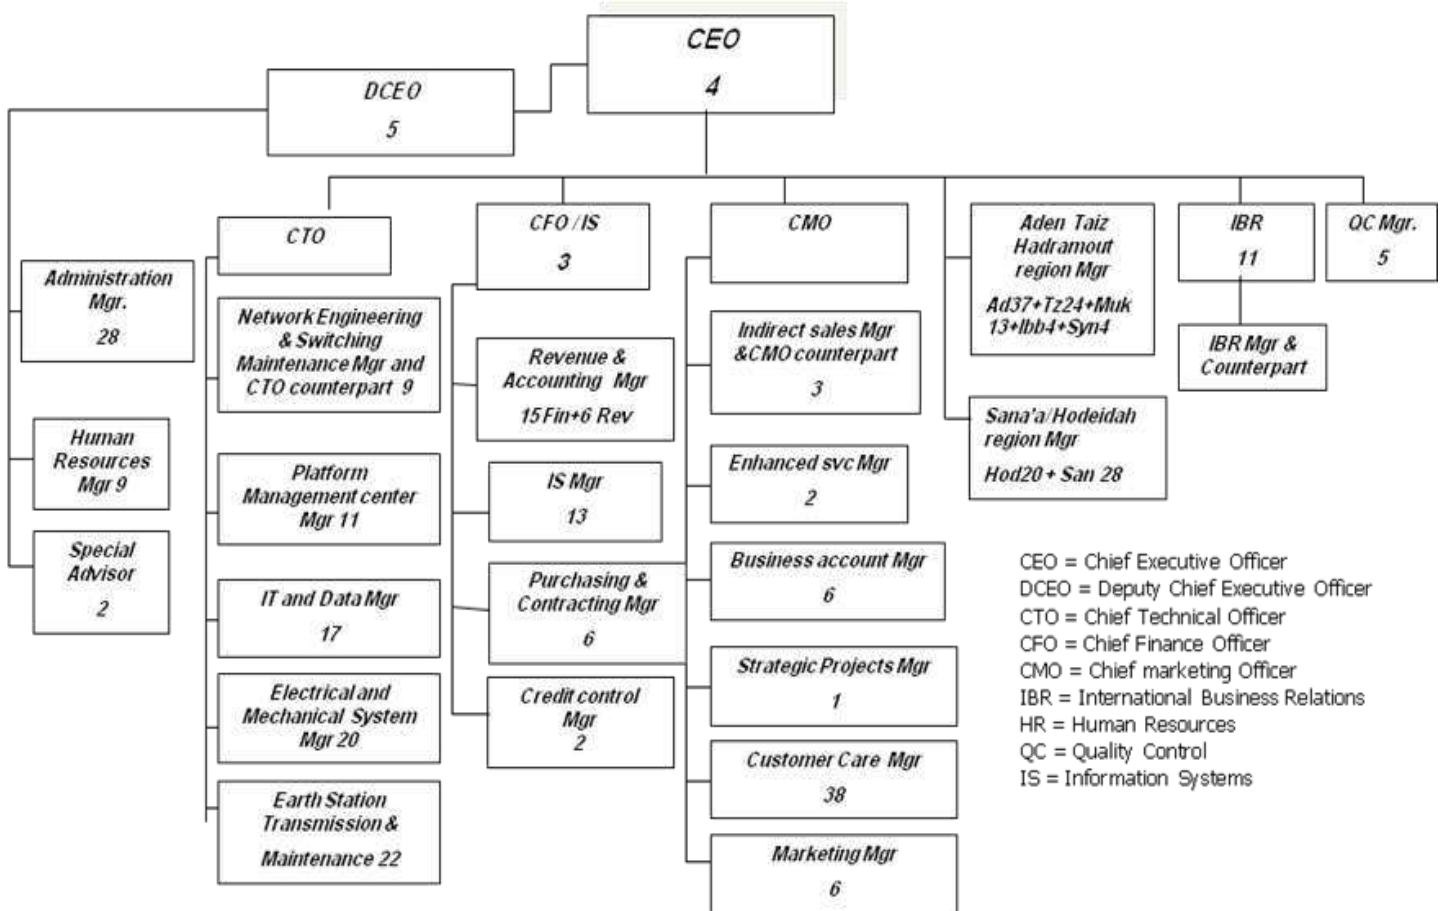 CEO
4
DCEO
5
CTO
CFO / IS
3
CMO
Aden Taiz
Hadramout
region Mgr
Ad37+Tz24+Muk
13+Ibb4+Syn4
IBR
11
QC Mgr.
5
Administration
Mgr.
28
Human
Resources
Mgr 9
Special
Advisor
2
Network Engineering
& Switching
Maintenance Mgr and
CTO counterpart 9
Platform
Management center
Mgr 11
IT and Data Mgr
17
Electrical and
Mechanical System
Mgr 20
Earth Station
Transmission &
Maintenance 22
Revenue &
Accounting Mgr
15 Fin+6 Rev
IS Mgr
13
Purchasing &
Contracting Mgr
6
Credit control
Mgr
2
Indirect sales Mgr
&CMO counterpart
3
Enhanced svc Mgr
2
Business account Mgr
6
Strategic Projects Mgr
1
Customer Care Mgr
38
Marketing Mgr
6
IBR Mgr &
Counterpart
Sana'a/Hodeidah
region Mgr
Hod20 + San 28
CEO = Chief Executive Officer
DCEO = Deputy Chief Executive Officer
CTO = Chief Technical Officer
CFO = Chief Finance Officer
CMO = Chief marketing Officer
IBR = International Business Relations
HR = Human Resources
QC = Quality Control
IS = Information Systems